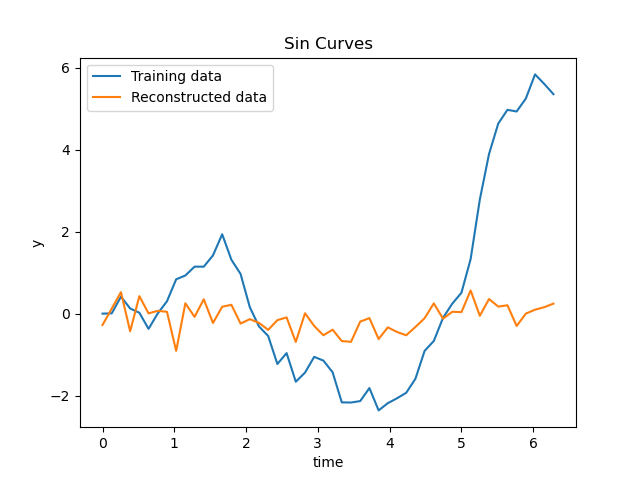 Sin Curves
Training data
Reconstructed data
6
4
2
0
−2
y
0 1 2 3 4 5 6
time